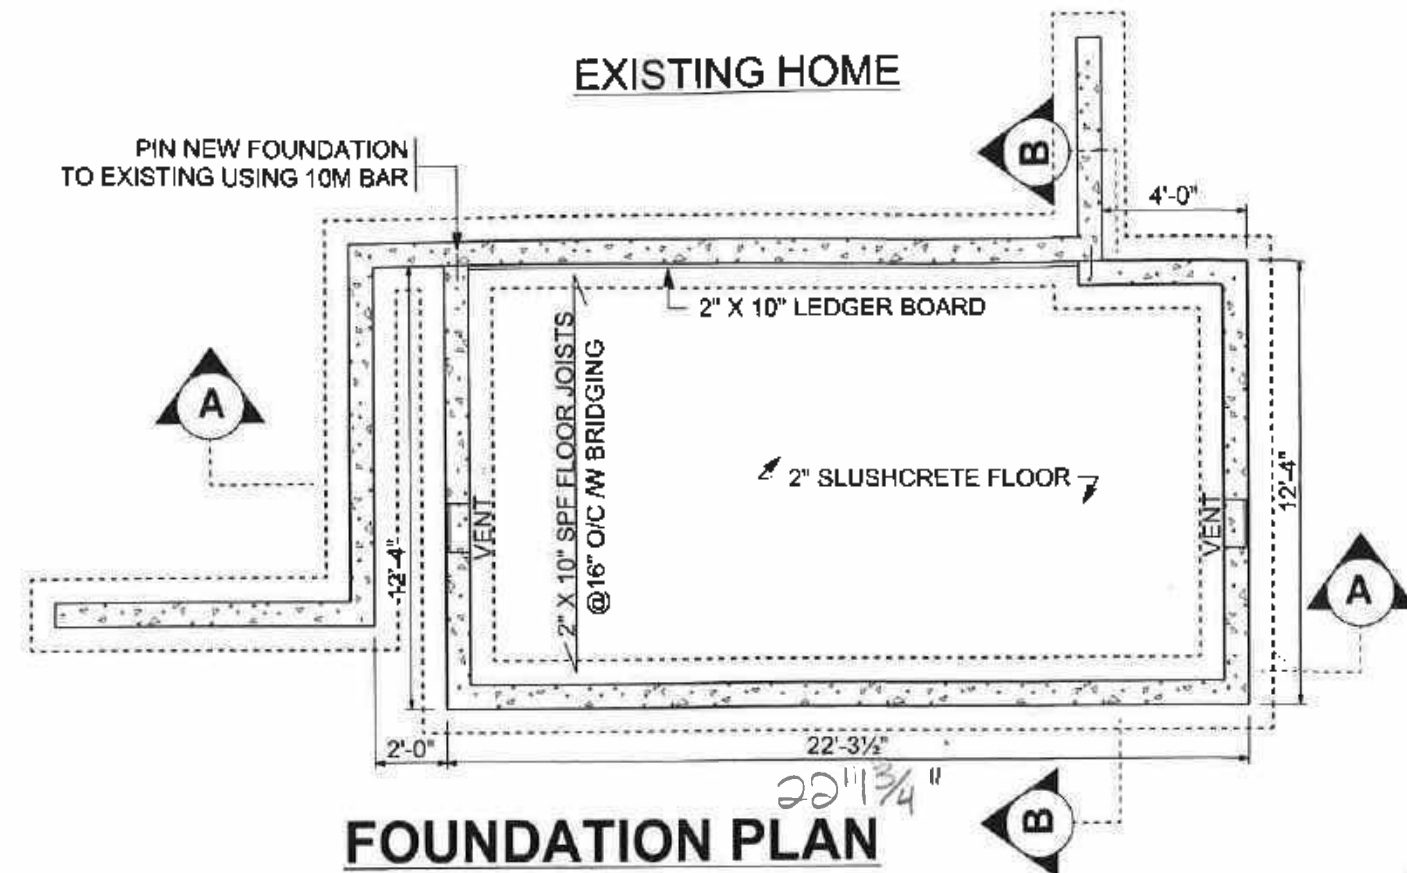 EXISTING HOME
PIN NEW FOUNDATION
TO EXISTING USING 10M BAR
B
4'-0"
2" X 10" LEDGER BOARD
2" X 10" SPF FLOOR JOISTS
@16" O/C /W BRIDGING
A
2" SLUSHCRETE FLOOR
VENT
VENT
12'-4"
12'-4"
A
2'-0"
22'-3½"
22'1 3/4"
B
FOUNDATION PLAN